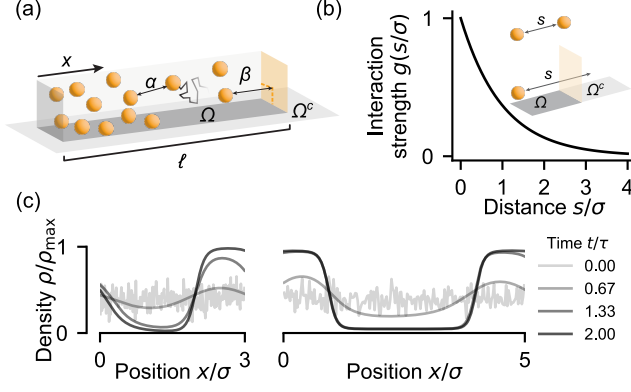 (a)
x
α
β
Ω
Ω^c
ℓ
(b)
Interaction
strength g(s/σ)
1
0
0 1 2 3 4
Distance s/σ
s
s
Ω
Ω^c
(c)
Density ρ/ρ_max
1
0
0 3
Position x/σ
0 5
Position x/σ
Time t/τ
0.00
0.67
1.33
2.00